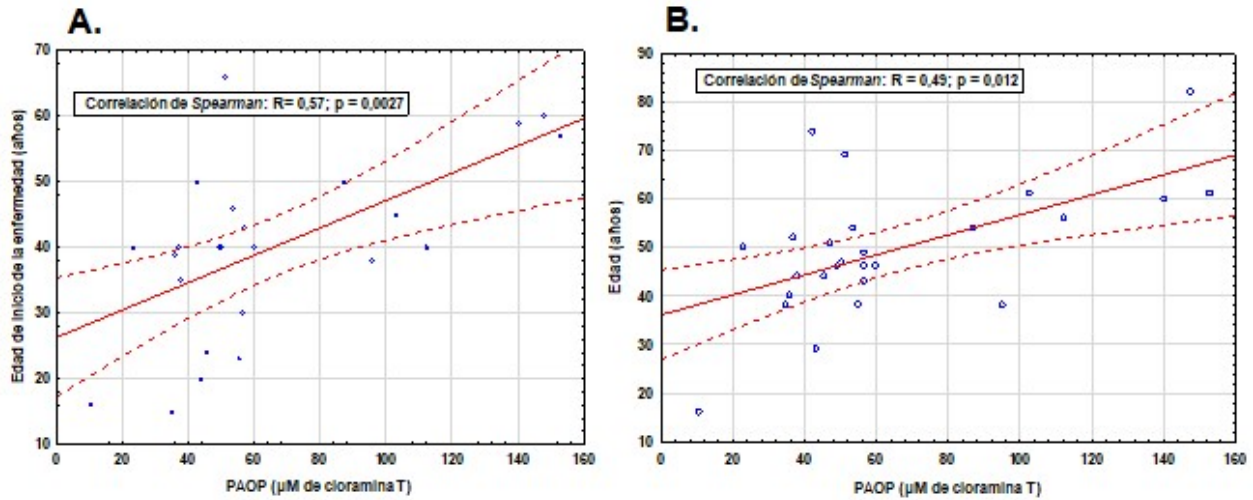 A.
Correlación de Spearman: R= 0,57; p = 0,0027
Edad de inicio de la enfermedad (años)
70
60
50
40
30
20
10
0 20 40 60 80 100 120 140 160
PAOP (µM de cloramina T)
B.
Correlación de Spearman: R = 0,49; p = 0,012
Edad (años)
90
80
70
60
50
40
30
20
10
0 20 40 60 80 100 120 140 160
PAOP (µM de cloramina T)